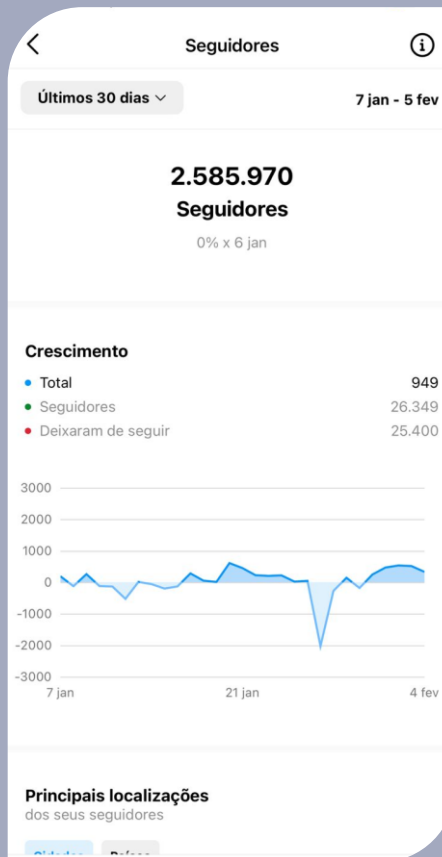 Seguidores
Últimos 30 dias
7 jan - 5 fev
2.585.970
Seguidores
0% x 6 jan
Crescimento
Total 949
Seguidores 26.349
Deixaram de seguir 25.400
3000
2000
1000
0
-1000
-2000
-3000
7 jan 21 jan 4 fev
Principais localizações
dos seus seguidores
Cidades Países